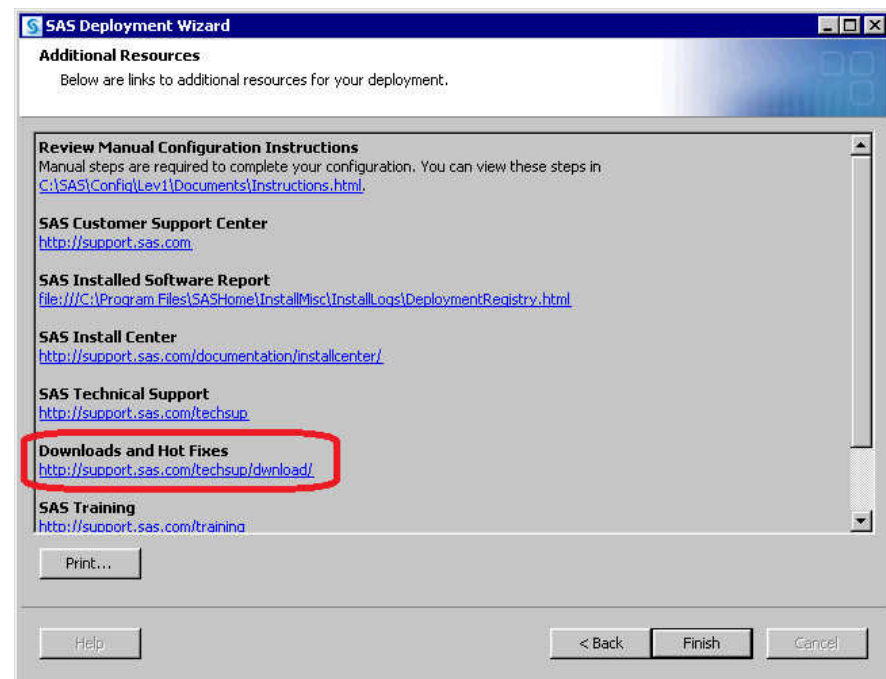 SAS Deployment Wizard
Additional Resources
Below are links to additional resources for your deployment.
Review Manual Configuration Instructions
Manual steps are required to complete your configuration. You can view these steps in
C:\SAS\Config\Lev1\Documents\Instructions.html.
SAS Customer Support Center
http://support.sas.com
SAS Installed Software Report
file:///C:\Program Files\SASHome\InstallMisc\InstallLogs\DeploymentRegistry.html
SAS Install Center
http://support.sas.com/documentation/installcenter/
SAS Technical Support
http://support.sas.com/techsup
Downloads and Hot Fixes
http://support.sas.com/techsup/dwnload/
SAS Training
http://support.sas.com/training
Print...
Help
< Back
Finish
Cancel